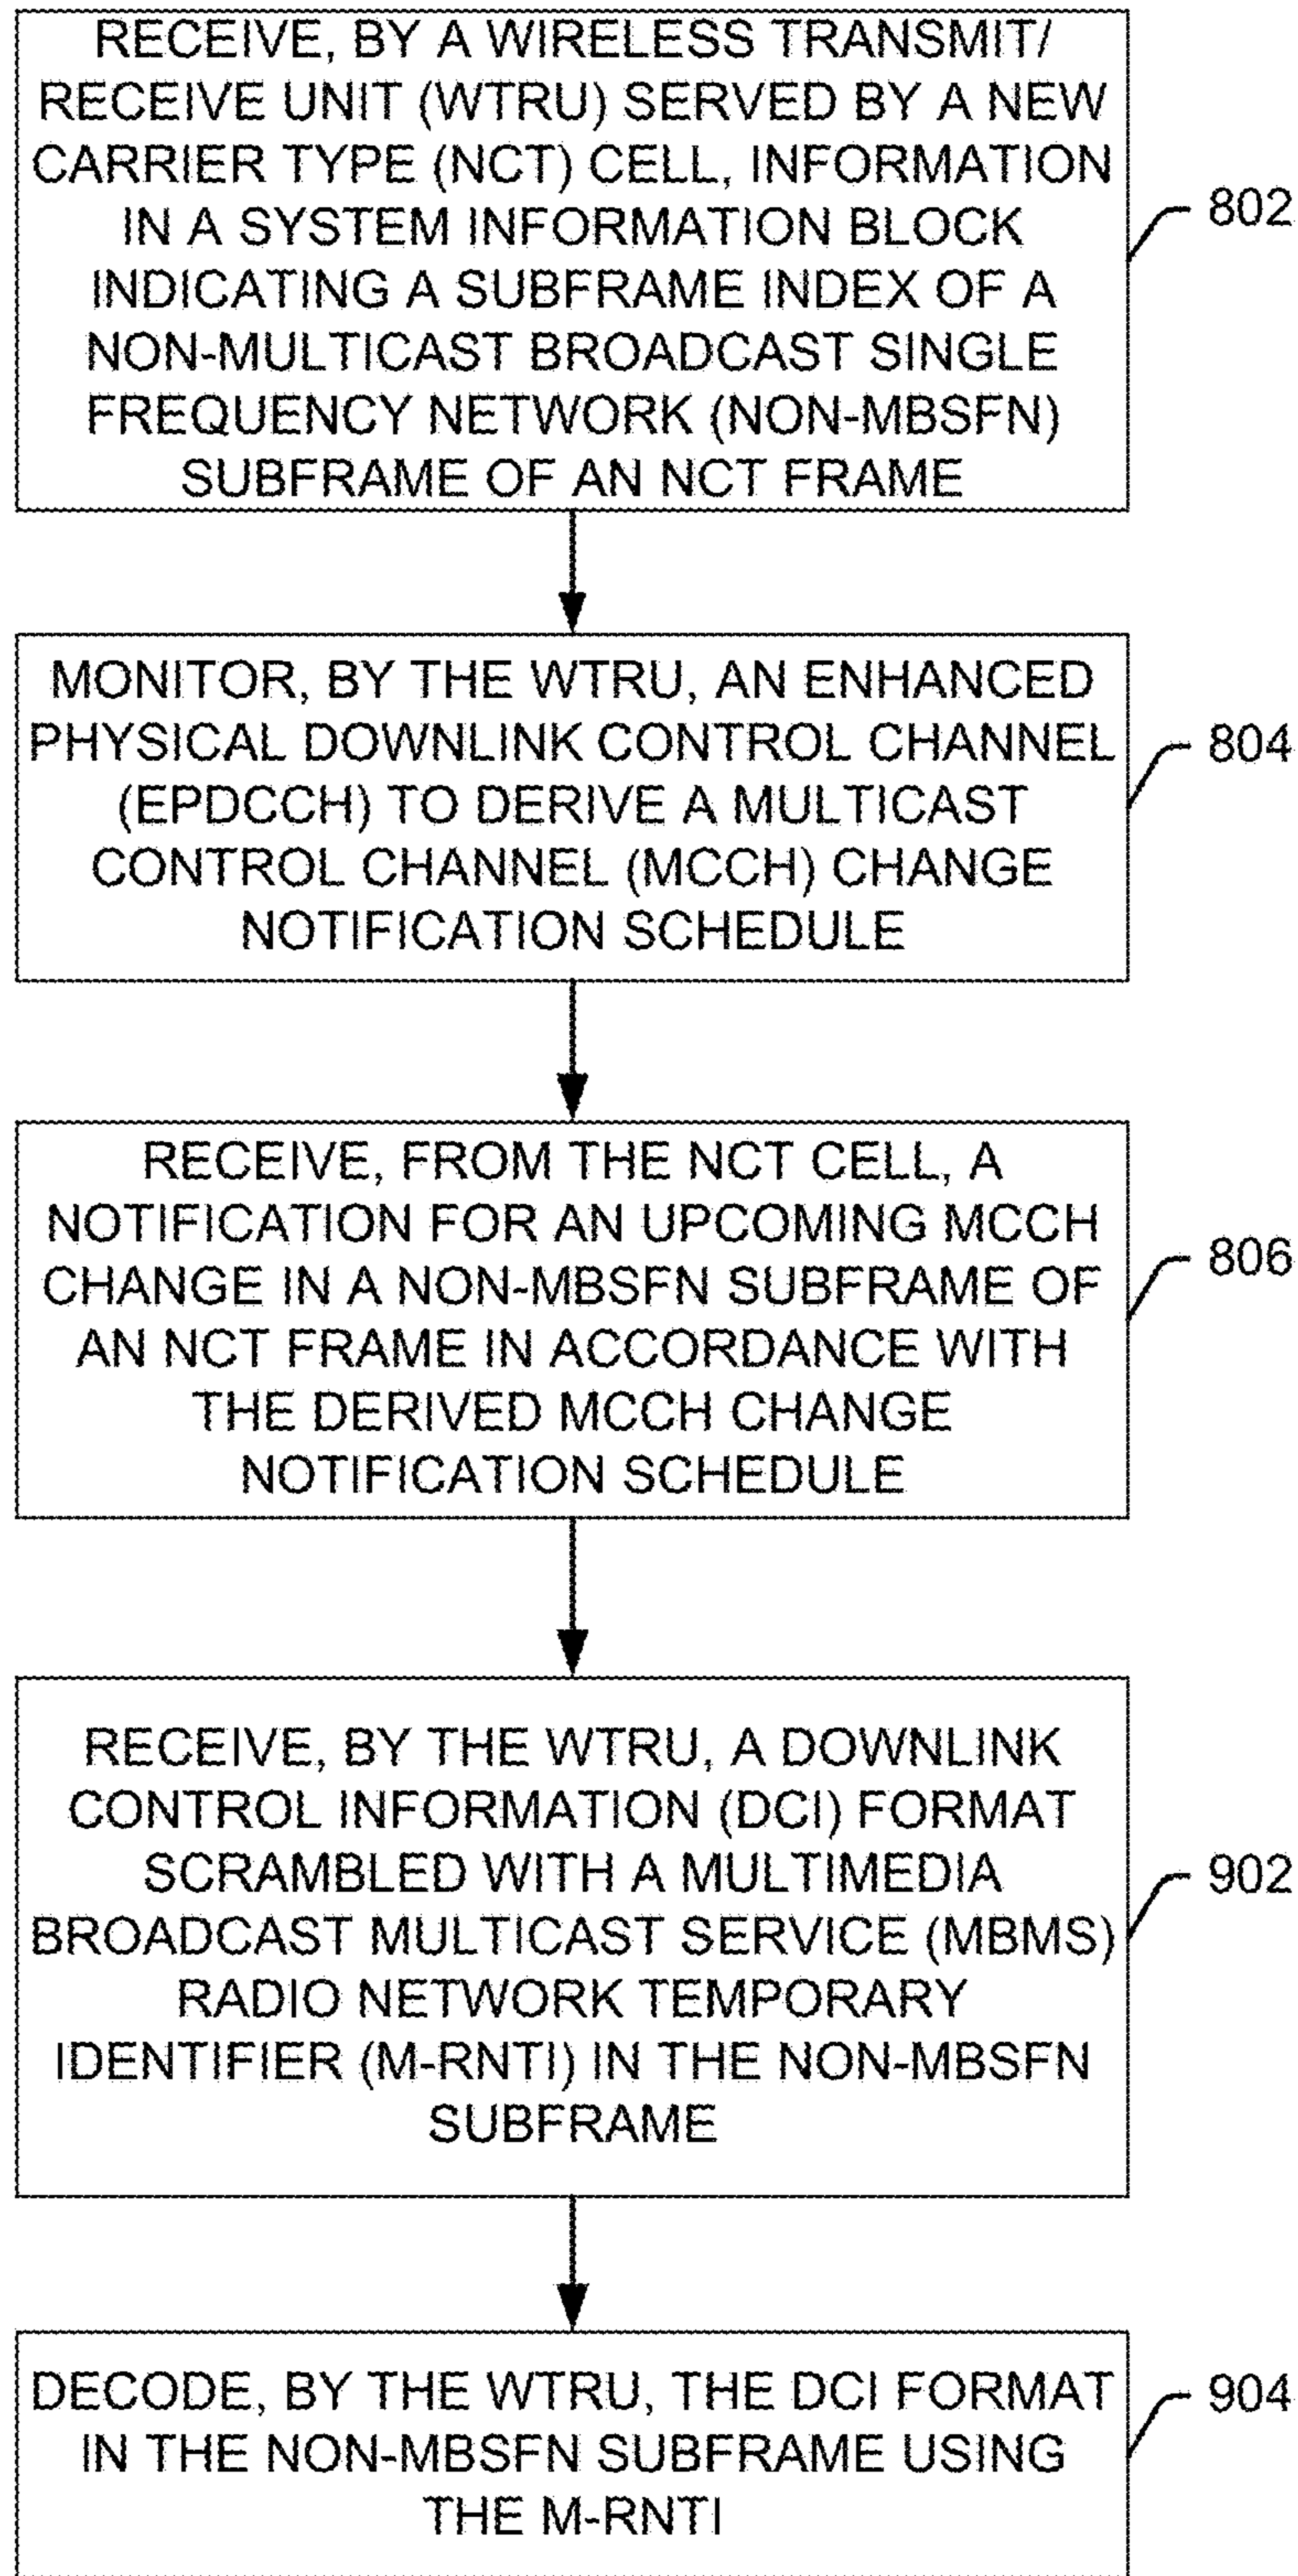 RECEIVE, BY A WIRELESS TRANSMIT/
RECEIVE UNIT (WTRU) SERVED BY A NEW
CARRIER TYPE (NCT) CELL, INFORMATION
IN A SYSTEM INFORMATION BLOCK
INDICATING A SUBFRAME INDEX OF A
NON-MULTICAST BROADCAST SINGLE
FREQUENCY NETWORK (NON-MBSFN)
SUBFRAME OF AN NCT FRAME
802
MONITOR, BY THE WTRU, AN ENHANCED
PHYSICAL DOWNLINK CONTROL CHANNEL
(EPDCCH) TO DERIVE A MULTICAST
CONTROL CHANNEL (MCCH) CHANGE
NOTIFICATION SCHEDULE
804
RECEIVE, FROM THE NCT CELL, A
NOTIFICATION FOR AN UPCOMING MCCH
CHANGE IN A NON-MBSFN SUBFRAME OF
AN NCT FRAME IN ACCORDANCE WITH
THE DERIVED MCCH CHANGE
NOTIFICATION SCHEDULE
806
RECEIVE, BY THE WTRU, A DOWNLINK
CONTROL INFORMATION (DCI) FORMAT
SCRAMBLED WITH A MULTIMEDIA
BROADCAST MULTICAST SERVICE (MBMS)
RADIO NETWORK TEMPORARY
IDENTIFIER (M-RNTI) IN THE NON-MBSFN
SUBFRAME
902
DECODE, BY THE WTRU, THE DCI FORMAT
IN THE NON-MBSFN SUBFRAME USING
THE M-RNTI
904